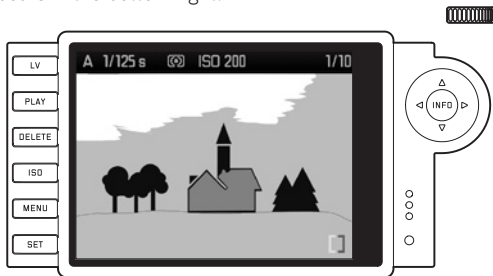 LV
PLAY
DELETE
ISO
MENU
SET
A 1/125 s ISO 200 1/10
INFO